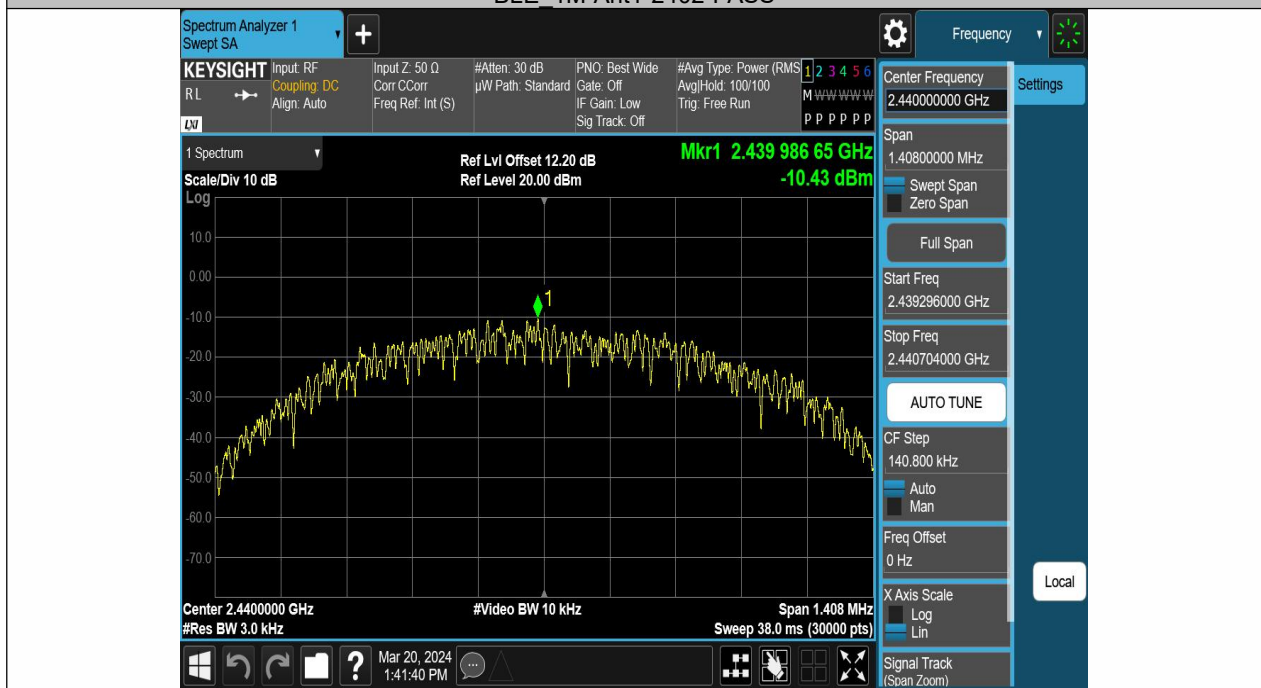 Spectrum Analyzer 1
Swept SA
Frequency
KEYSIGHT
RL
LXI
Input: RF
Coupling: DC
Align: Auto
Input Z: 50 Ω
Corr CCorr
Freq Ref: Int (S)
#Atten: 30 dB
µW Path: Standard
PNO: Best Wide
Gate: Off
IF Gain: Low
Sig Track: Off
#Avg Type: Power (RMS
Avg|Hold: 100/100
Trig: Free Run
1 2 3 4 5 6
M W W W W W
P P P P P P
1 Spectrum
Scale/Div 10 dB
Log
Ref Lvl Offset 12.20 dB
Ref Level 20.00 dBm
Mkr1 2.439 986 65 GHz
-10.43 dBm
10.0
0.00
-10.0
-20.0
-30.0
-40.0
-50.0
-60.0
-70.0
1
Center 2.4400000 GHz
#Res BW 3.0 kHz
#Video BW 10 kHz
Span 1.408 MHz
Sweep 38.0 ms (30000 pts)
Mar 20, 2024
1:41:40 PM
Center Frequency
2.440000000 GHz
Settings
Span
1.40800000 MHz
Swept Span
Zero Span
Full Span
Start Freq
2.439296000 GHz
Stop Freq
2.440704000 GHz
AUTO TUNE
CF Step
140.800 kHz
Auto
Man
Freq Offset
0 Hz
X Axis Scale
Log
Lin
Local
Signal Track
(Span Zoom)